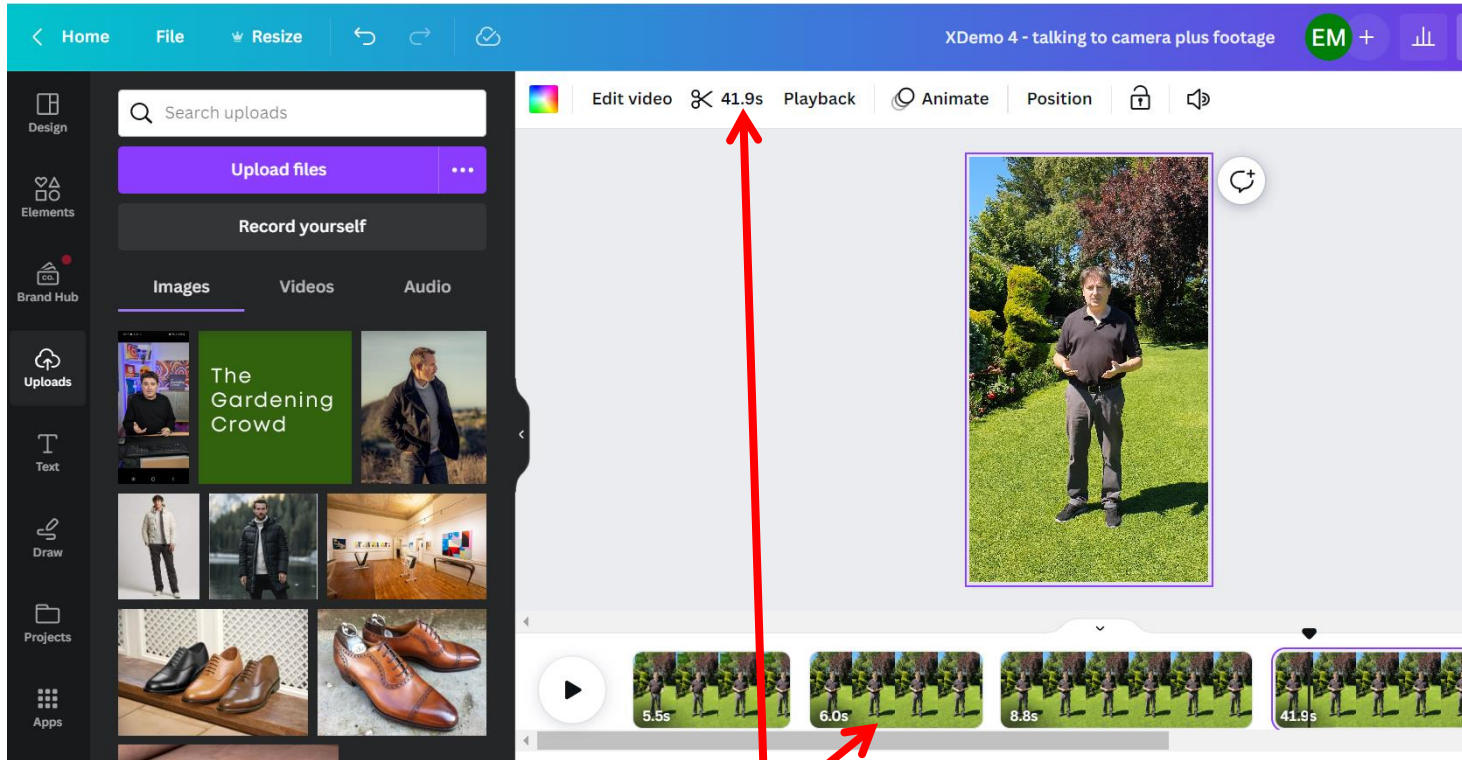 Home File Resize XDemo 4 - talking to camera plus footage EM +
Design
Elements
CO.
Brand Hub
Uploads
Text
Draw
Projects
Apps
Search uploads
Upload files
Record yourself
Images Videos Audio
The
Gardening
Crowd
Edit video 41.9s Playback Animate Position
5.5s 6.0s 8.8s 41.9s